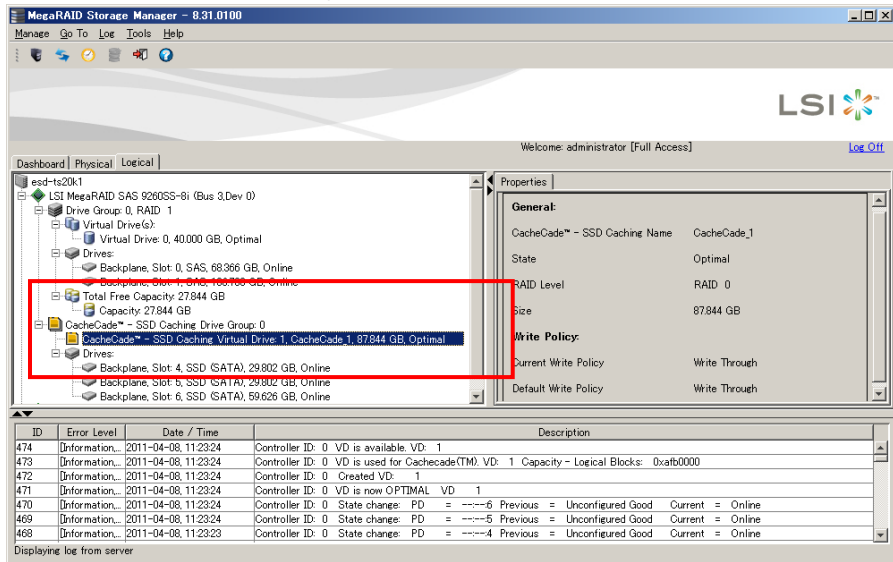 MegaRAID Storage Manager - 8.31.0100
Manage Go To Log Tools Help
LSI
Welcome: administrator [Full Access]
Log Off
Dashboard Physical Logical
esd-ts20k1
LSI MegaRAID SAS 9260SS-8i (Bus 3,Dev 0)
Drive Group: 0, RAID 1
Virtual Drive(s):
Virtual Drive: 0, 40.000 GB, Optimal
Drives:
Backplane, Slot: 0, SAS, 68.366 GB, Online
Backplane, Slot: 1, SAS, GB, Online
Total Free Capacity: 27.844 GB
Capacity: 27.844 GB
CacheCade™ - SSD Caching Drive Group: 0
CacheCade™ - SSD Caching Virtual Drive: 1, CacheCade_1, 87.844 GB, Optimal
Drives:
Backplane, Slot: 4, SSD (SATA), 29.802 GB, Online
Backplane, Slot: 5, SSD (SATA), 29.802 GB, Online
Backplane, Slot: 6, SSD (SATA), 59.626 GB, Online
Properties
General:
CacheCade™ - SSD Caching Name CacheCade_1
State Optimal
RAID Level RAID 0
Size 87.844 GB
Write Policy:
Current Write Policy Write Through
Default Write Policy Write Through
ID Error Level Date / Time Description
474 [Information,... 2011-04-08, 11:23:24 Controller ID: 0 VD is available. VD: 1
473 [Information,... 2011-04-08, 11:23:24 Controller ID: 0 VD is used for Cachecade(TM). VD: 1 Capacity - Logical Blocks: 0xafb0000
472 [Information,... 2011-04-08, 11:23:24 Controller ID: 0 Created VD: 1
471 [Information,... 2011-04-08, 11:23:24 Controller ID: 0 VD is now OPTIMAL VD 1
470 [Information,... 2011-04-08, 11:23:24 Controller ID: 0 State change: PD = --:--:6 Previous = Unconfigured Good Current = Online
469 [Information,... 2011-04-08, 11:23:24 Controller ID: 0 State change: PD = --:--:5 Previous = Unconfigured Good Current = Online
468 [Information,... 2011-04-08, 11:23:23 Controller ID: 0 State change: PD = --:--:4 Previous = Unconfigured Good Current = Online
Displaying log from server